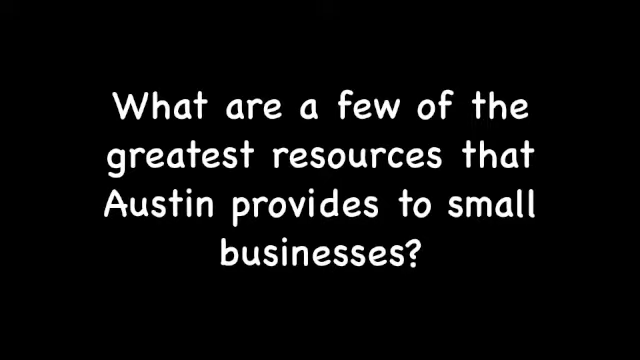 What are a few of the
greatest resources that
Austin provides to small
businesses?